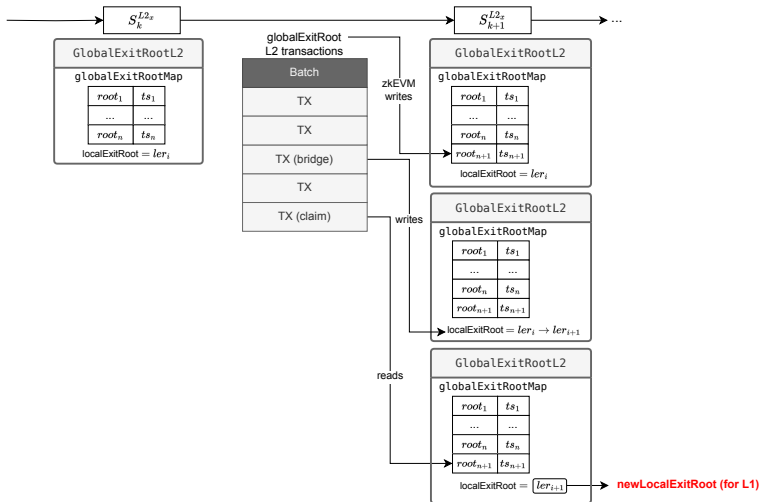 S_k^{L2_x}
S_{k+1}^{L2_x}
...
GlobalExitRootL2
globalExitRootMap
root_1 ts_1
... ...
root_n ts_n
localExitRoot = ler_i
globalExitRoot
L2 transactions
Batch
TX
TX
TX (bridge)
TX
TX (claim)
zkEVM
writes
writes
reads
GlobalExitRootL2
globalExitRootMap
root_1 ts_1
... ...
root_n ts_n
root_{n+1} ts_{n+1}
localExitRoot = ler_i
GlobalExitRootL2
globalExitRootMap
root_1 ts_1
... ...
root_n ts_n
root_{n+1} ts_{n+1}
localExitRoot = ler_i → ler_{i+1}
GlobalExitRootL2
globalExitRootMap
root_1 ts_1
... ...
root_n ts_n
root_{n+1} ts_{n+1}
localExitRoot = ler_{i+1}
newLocalExitRoot (for L1)